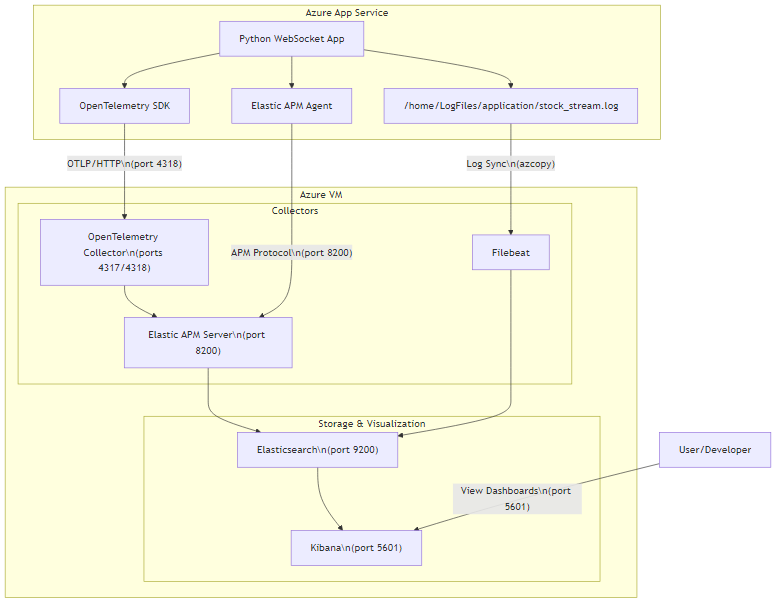 Azure App Service
Python WebSocket App
OpenTelemetry SDK
Elastic APM Agent
/home/LogFiles/application/stock_stream.log
OTLP/HTTP\n(port 4318)
Log Sync\n(azcopy)
Azure VM
Collectors
OpenTelemetry
Collector\n(ports
4317/4318)
APM Protocol\n(port 8200)
Filebeat
Elastic APM Server\n(port
8200)
Storage & Visualization
Elasticsearch\n(port 9200)
User/Developer
View Dashboards\n(port
5601)
Kibana\n(port 5601)